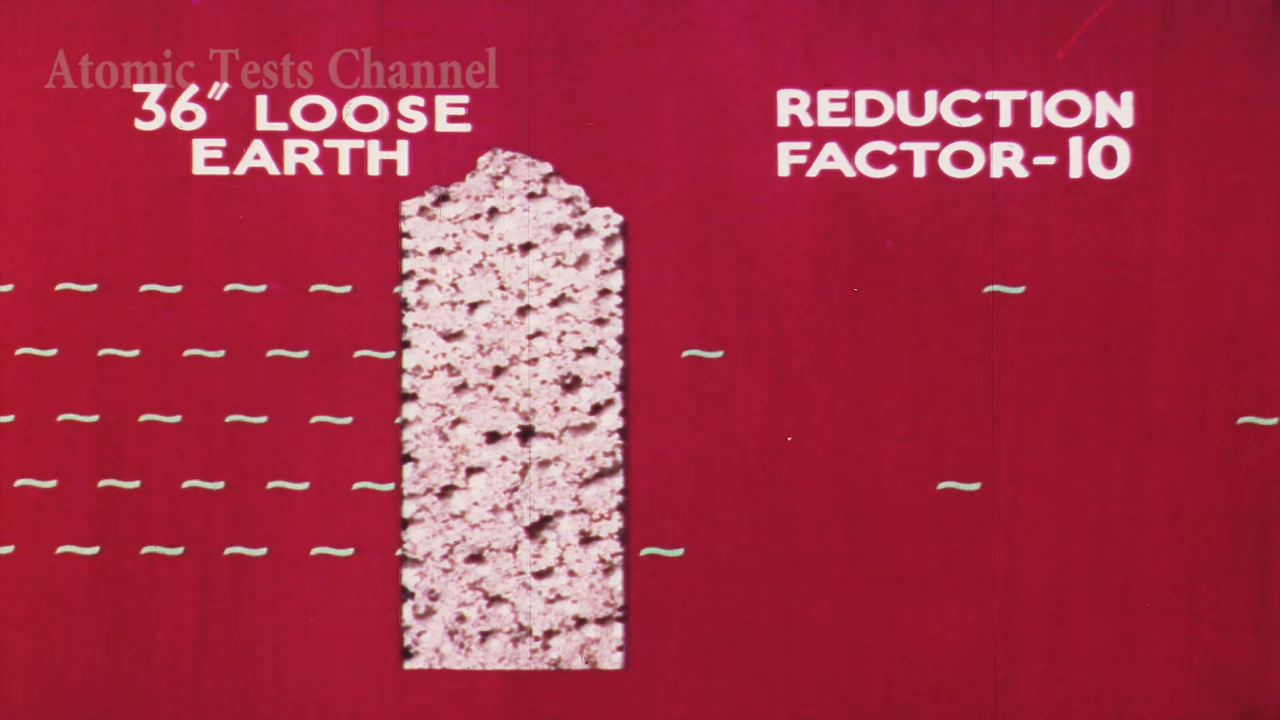 Atomic Tests Channel
36" LOOSE
EARTH
REDUCTION
FACTOR-10